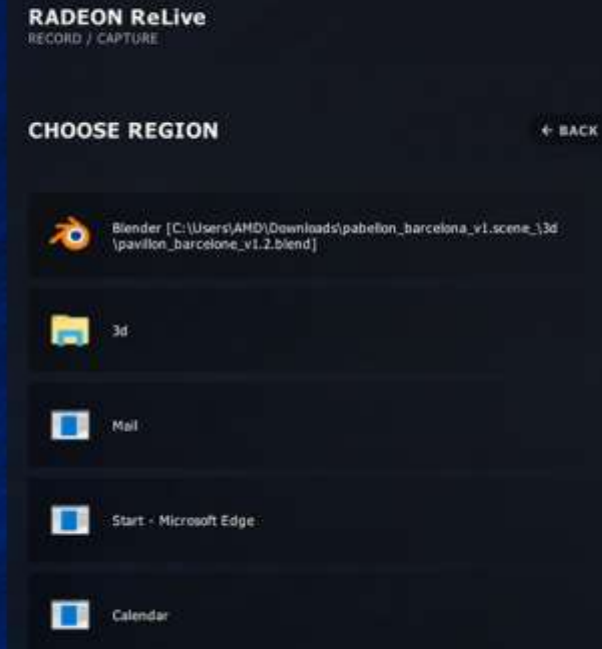 RADEON ReLive
RECORD / CAPTURE
CHOOSE REGION
← BACK
Blender [C:\Users\AMD\Downloads\pabellon_barcelona_v1.scene_\3d
\pavillon_barcelone_v1.2.blend]
3d
Mail
Start - Microsoft Edge
Calendar